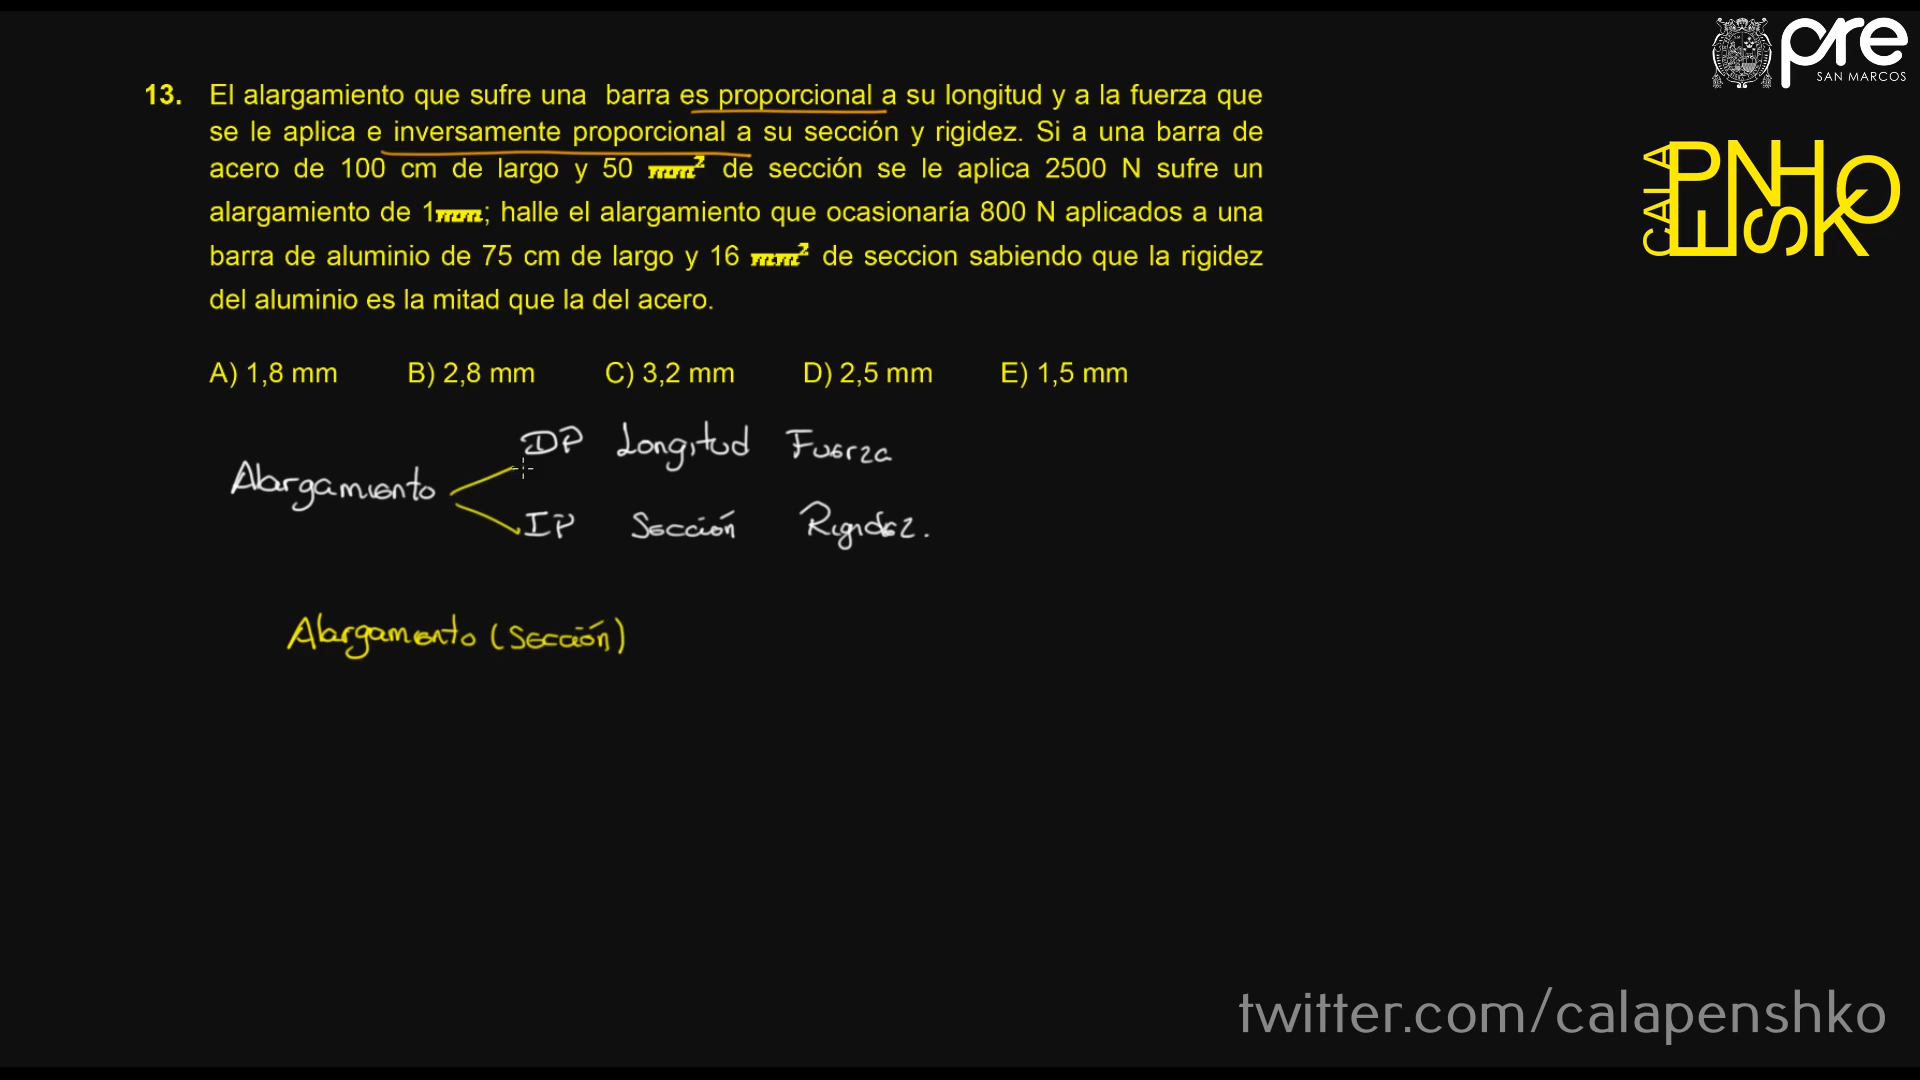 pre
SAN MARCOS
13. El alargamiento que sufre una barra es proporcional a su longitud y a la fuerza que
se le aplica e inversamente proporcional a su sección y rigidez. Si a una barra de
acero de 100 cm de largo y 50 mm² de sección se le aplica 2500 N sufre un
alargamiento de 1mm; halle el alargamiento que ocasionaría 800 N aplicados a una
barra de aluminio de 75 cm de largo y 16 mm² de seccion sabiendo que la rigidez
del aluminio es la mitad que la del acero.
CALA
PENSHKO
A) 1,8 mm B) 2,8 mm C) 3,2 mm D) 2,5 mm E) 1,5 mm
DP Longitud Fuerza
Alargamiento
IP Sección Rigidez.
Alargamento (Sección)
twitter.com/calapenshko